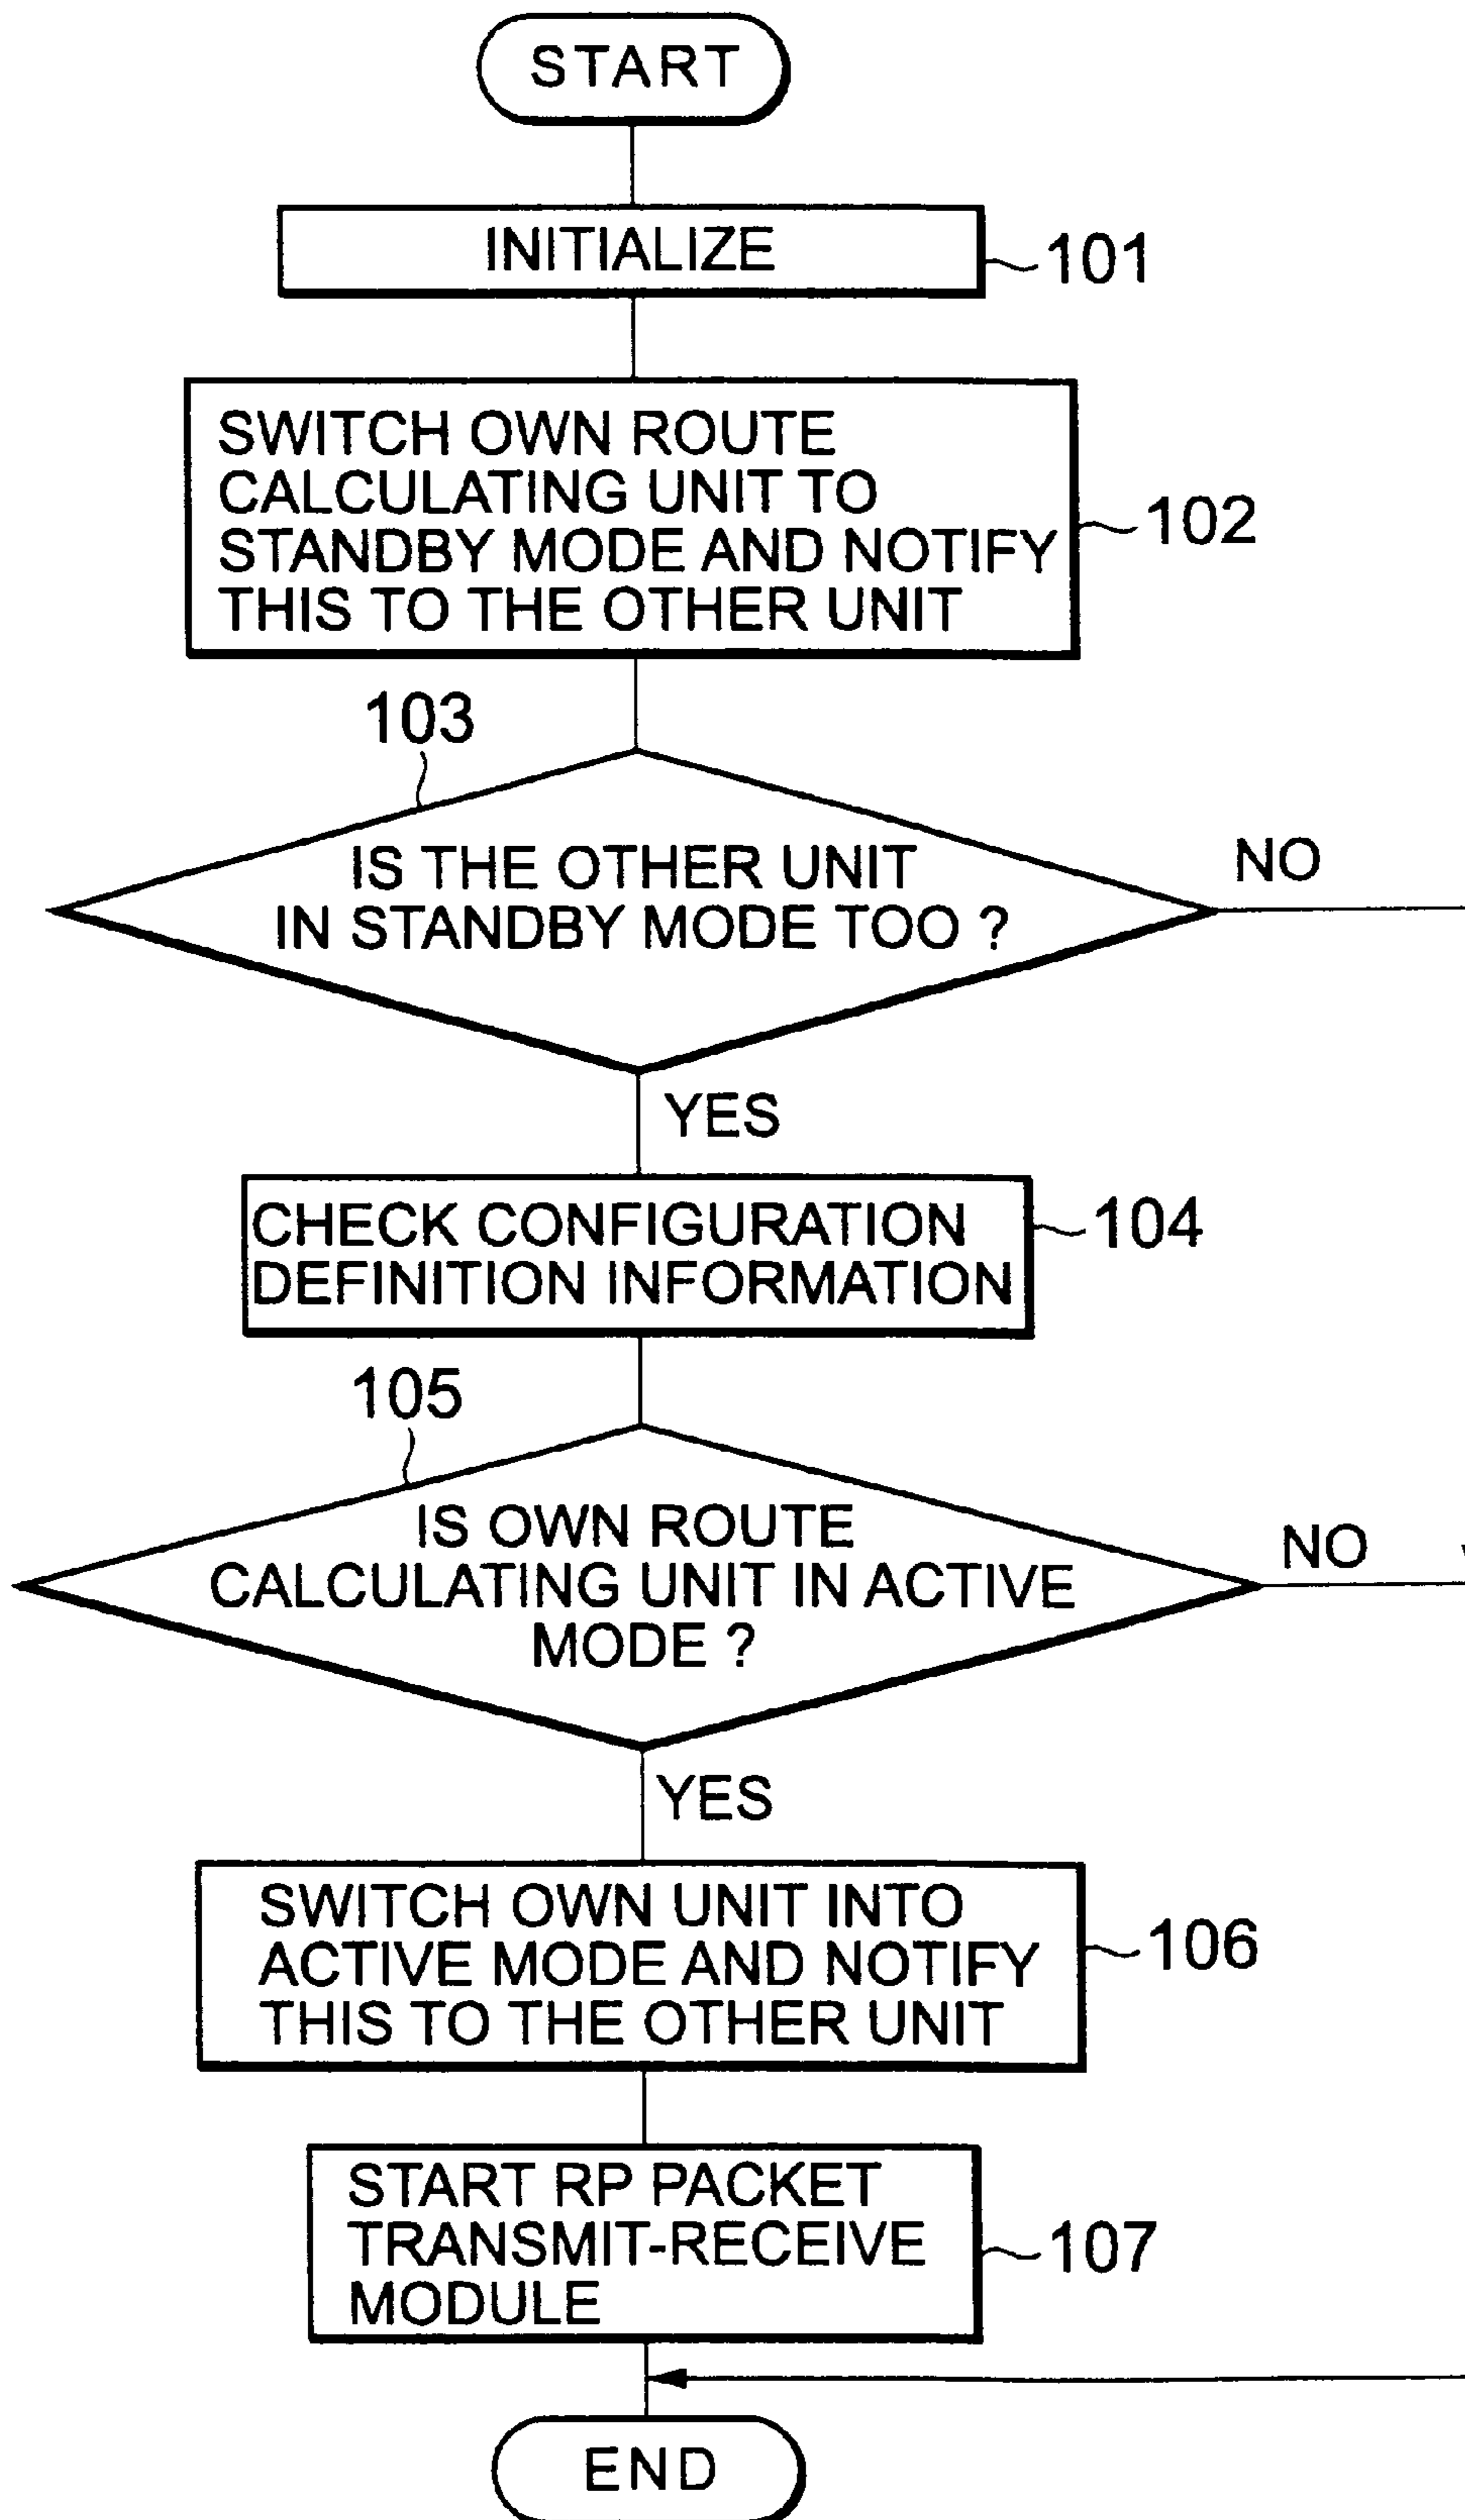 START
INITIALIZE
101
SWITCH OWN ROUTE
CALCULATING UNIT TO
STANDBY MODE AND NOTIFY
THIS TO THE OTHER UNIT
102
103
IS THE OTHER UNIT
IN STANDBY MODE TOO ?
NO
YES
CHECK CONFIGURATION
DEFINITION INFORMATION
104
105
IS OWN ROUTE
CALCULATING UNIT IN ACTIVE
MODE ?
NO
YES
SWITCH OWN UNIT INTO
ACTIVE MODE AND NOTIFY
THIS TO THE OTHER UNIT
106
START RP PACKET
TRANSMIT-RECEIVE
MODULE
107
END